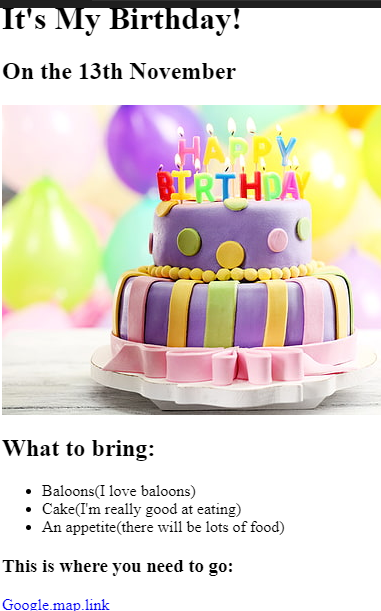 It's My Birthday!
On the 13th November
HAPPY
BIRTHDAY
What to bring:
Baloons(I love baloons)
Cake(I'm really good at eating)
An appetite(there will be lots of food)
This is where you need to go:
Google.map.link